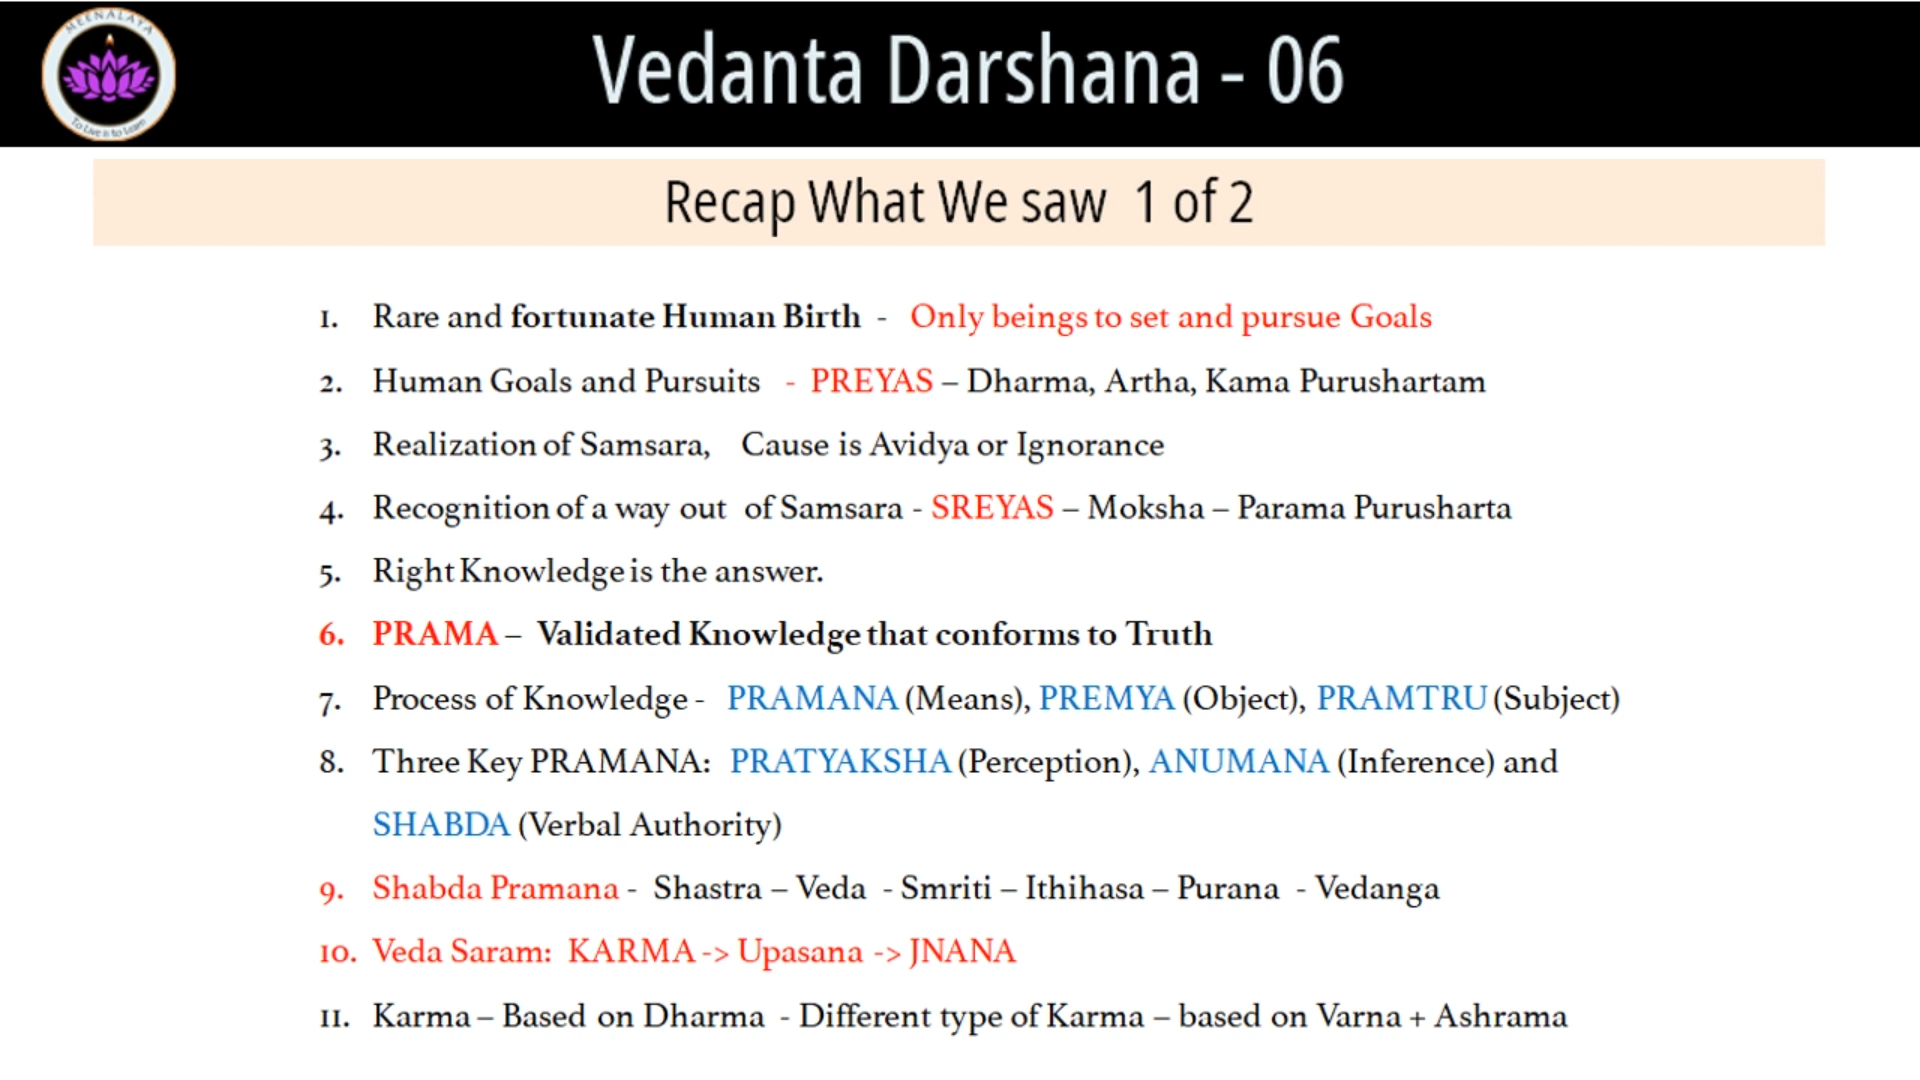 MEENALAYA
To Live is to Learn
Vedanta Darshana - 06
Recap What We saw 1 of 2
1. Rare and fortunate Human Birth - Only beings to set and pursue Goals
2. Human Goals and Pursuits - PREYAS – Dharma, Artha, Kama Purushartam
3. Realization of Samsara, Cause is Avidya or Ignorance
4. Recognition of a way out of Samsara - SREYAS – Moksha – Parama Purusharta
5. Right Knowledge is the answer.
6. PRAMA – Validated Knowledge that conforms to Truth
7. Process of Knowledge - PRAMANA (Means), PREMYA (Object), PRAMTRU (Subject)
8. Three Key PRAMANA: PRATYAKSHA (Perception), ANUMANA (Inference) and
SHABDA (Verbal Authority)
9. Shabda Pramana - Shastra – Veda - Smriti – Ithihasa – Purana - Vedanga
10. Veda Saram: KARMA -> Upasana -> JNANA
11. Karma – Based on Dharma - Different type of Karma – based on Varna + Ashrama